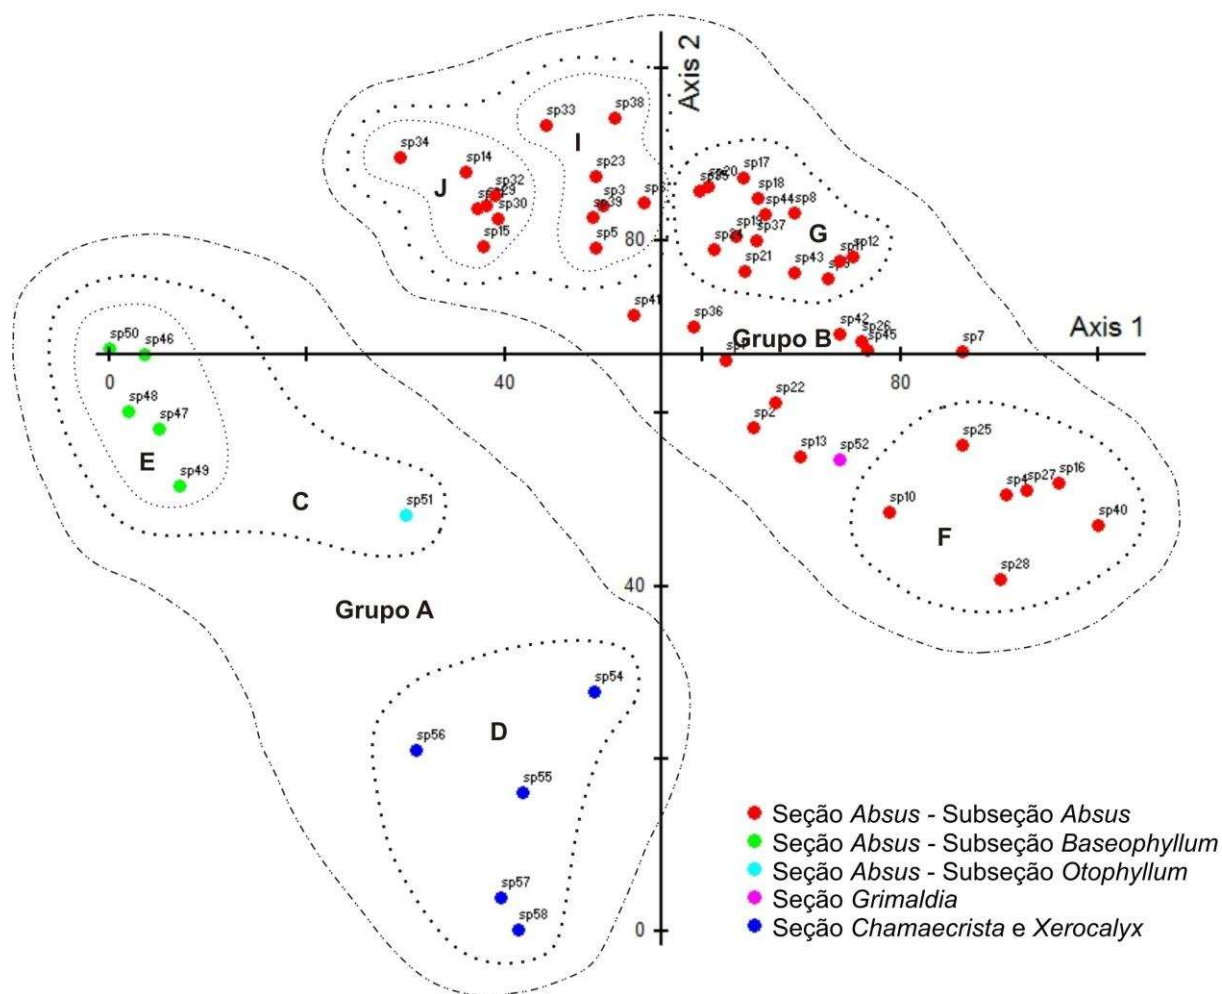 Axis 2
sp38
sp33
I
sp34
sp14
sp23
sp17
sp20
sp32
sp18
J
sp3
sp44
sp8
sp30
sp39
sp19
sp37
G
sp12
sp15
sp5
80
sp21
sp43
sp41
sp36
sp42
Axis 1
sp26
Grupo B
sp45
sp7
sp50
sp46
0
40
80
sp48
sp47
sp22
sp2
sp25
E
sp49
sp13
sp52
C
sp51
sp4
sp27
sp16
sp10
sp40
F
sp28
40
Grupo A
sp54
D
sp56
sp55
sp57
sp58
0
Seção Absus - Subseção Absus
Seção Absus - Subseção Baseophyllum
Seção Absus - Subseção Otophyllum
Seção Grimaldia
Seção Chamaecrista e Xerocalyx